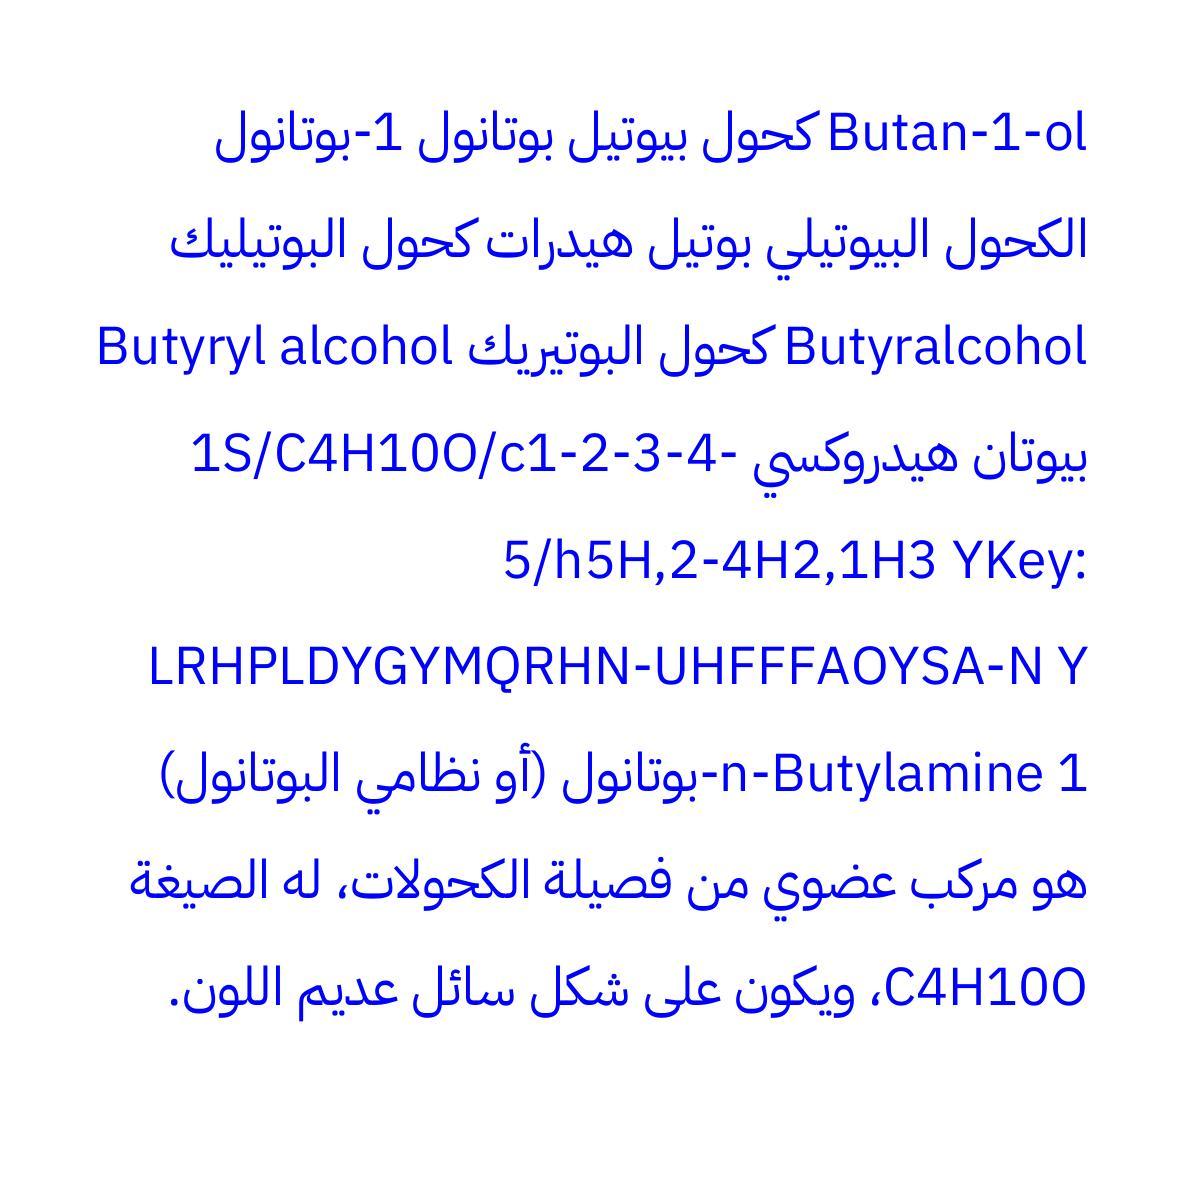 Butan-1-ol كحول بيوتيل بوتانول 1-بوتانول
الكحول البيوتيلي بوتيل هيدرات كحول البوتيليك
Butyralcohol كحول البوتيريك Butyryl alcohol
بيوتان هيدروكسي 1S/C4H10O/c1-2-3-4-
5/h5H,2-4H2,1H3 YKey:
LRHPLDYGYMQRHN-UHFFFAOYSA-N Y
n-Butylamine 1-بوتانول (أو نظامي البوتانول)
هو مركب عضوي من فصيلة الكحولات، له الصيغة
C4H10O، ويكون على شكل سائل عديم اللون.